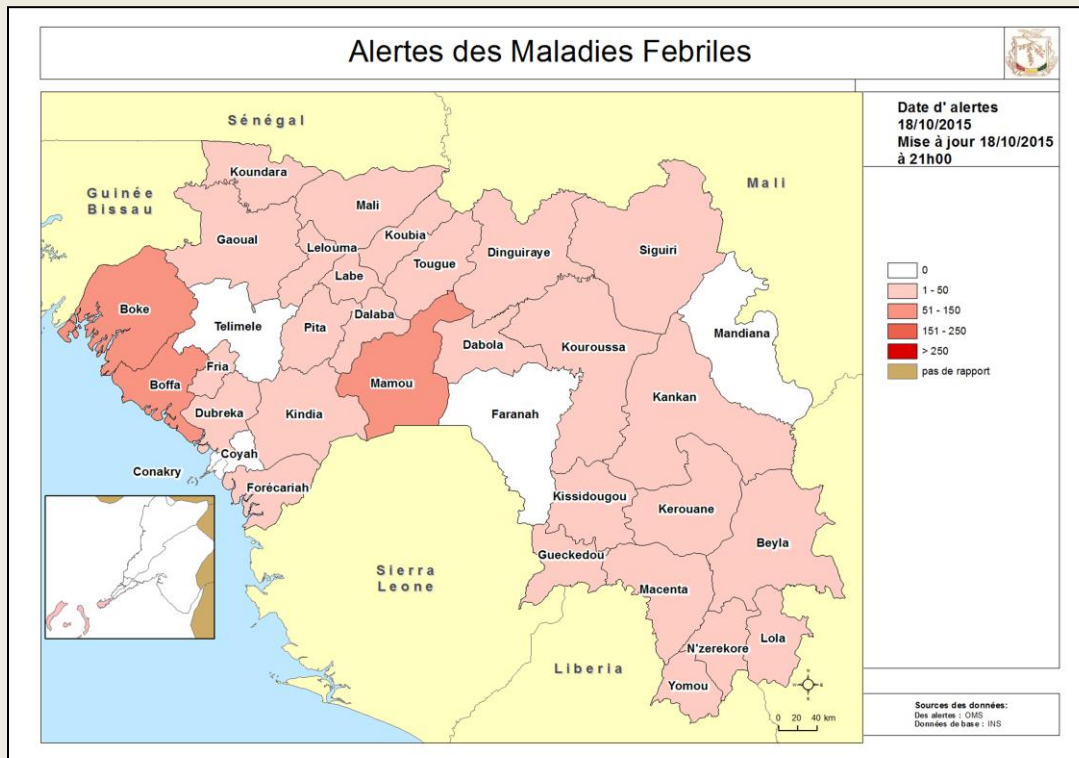 Alertes des Maladies Febriles
Date d' alertes
18/10/2015
Mise à jour 18/10/2015
à 21h00
0
1 - 50
51 - 150
151 - 250
> 250
pas de rapport
Sénégal
Guinée
Bissau
Mali
Koundara
Mali
Gaoual
Koubia
Lelouma
Labe
Tougue
Dinguiraye
Siguiri
Boke
Telimele
Pita
Dalaba
Mandiana
Dabola
Kouroussa
Fria
Boffa
Mamou
Kankan
Dubreka
Kindia
Faranah
Coyah
Conakry
Forécariah
Kissidougou
Kerouane
Beyla
Gueckedou
Sierra
Leone
Macenta
Lola
N'zerekore
Liberia
Yomou
N
W
E
S
0 20 40 km
Sources des données:
Des alertes : OMS
Données de base : INS